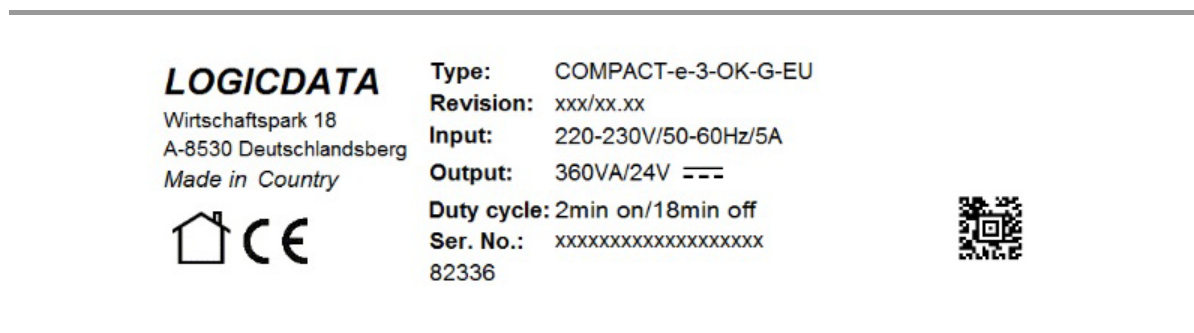 LOGICDATA
Wirtschaftspark 18
A-8530 Deutschlandsberg
Made in Country
CE
Type: COMPACT-e-3-OK-G-EU
Revision: xxx/xx.xx
Input: 220-230V/50-60Hz/5A
Output: 360VA/24V
Duty cycle: 2min on/18min off
Ser. No.: xxxxxxxxxxxxxxxxxxx
82336